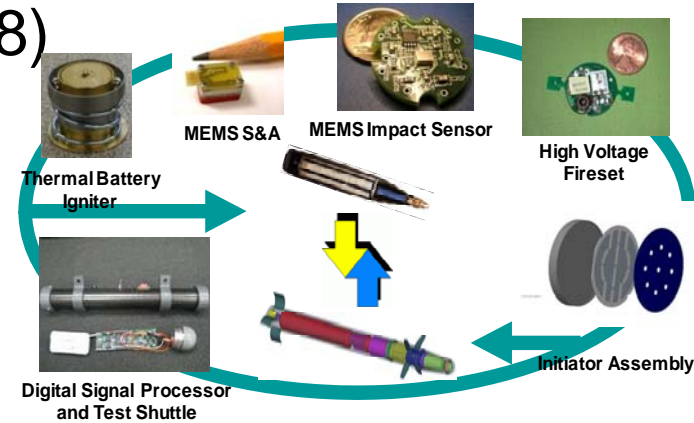 8)
MEMS S&A
MEMS Impact Sensor
High Voltage
Fireset
Thermal Battery
Igniter
Initiator Assembly
Digital Signal Processor
and Test Shuttle